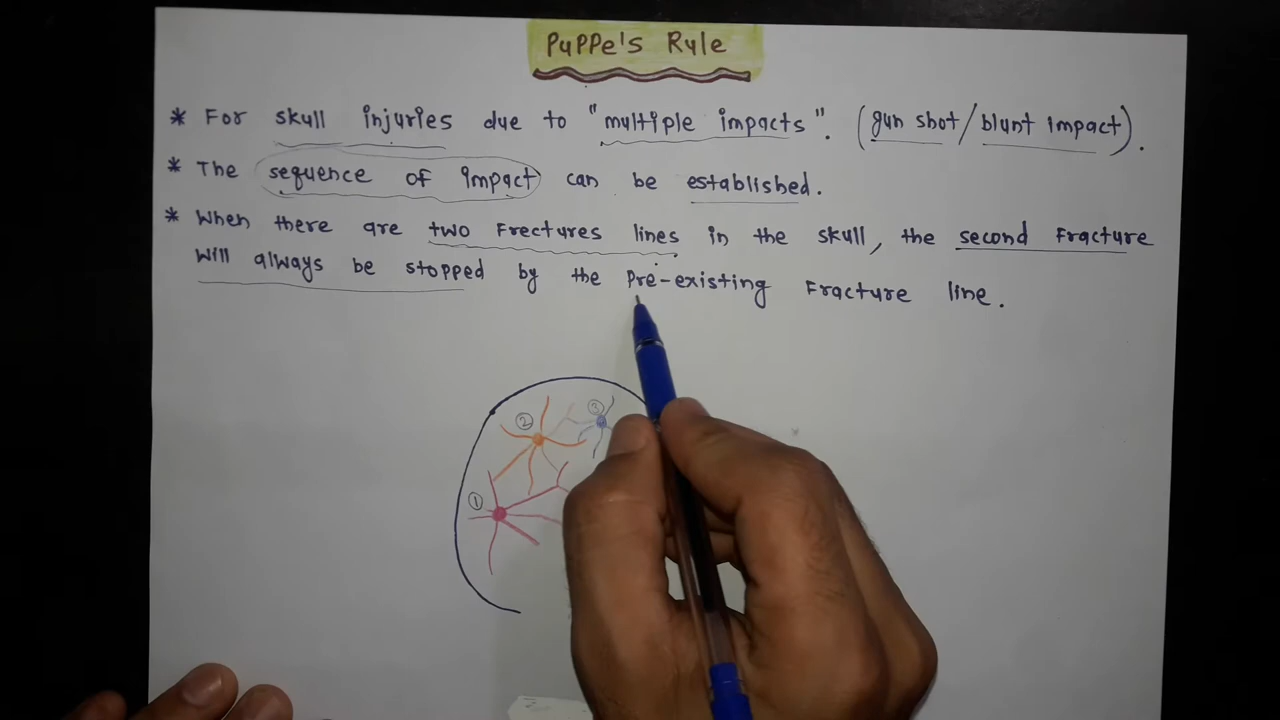 Puppe's Rule
* For skull injuries due to "multiple impacts". (gun shot/blunt impact).
* The sequence of impact can be established.
* When there are two Frectures lines in the skull, the second Fracture
will always be stopped by the Pre-existing Fracture line.
② ③
①